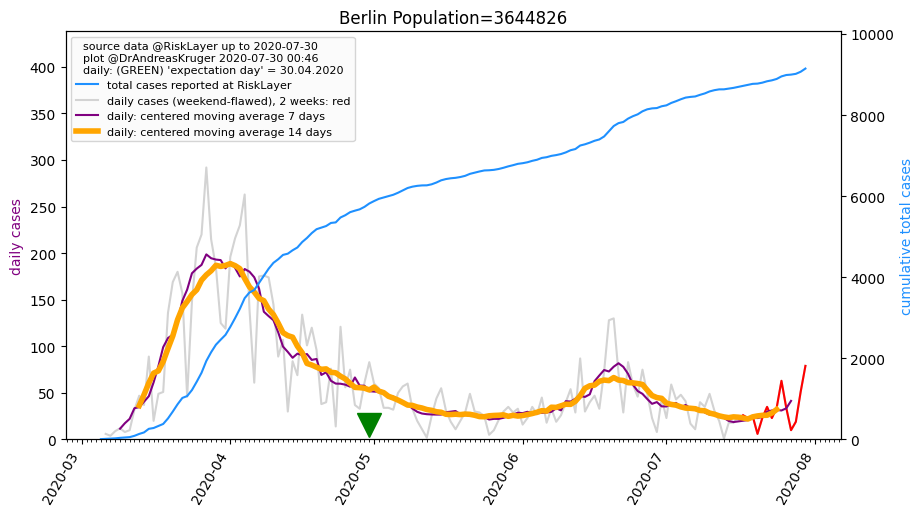 Berlin Population=3644826
source data @RiskLayer up to 2020-07-30
plot @DrAndreasKruger 2020-07-30 00:46
daily: (GREEN) 'expectation day' = 30.04.2020
total cases reported at RiskLayer
daily cases (weekend-flawed), 2 weeks: red
daily: centered moving average 7 days
daily: centered moving average 14 days
daily cases
400
350
300
250
200
150
100
50
0
cumulative total cases
10000
8000
6000
4000
2000
0
2020-03
2020-04
2020-05
2020-06
2020-07
2020-08